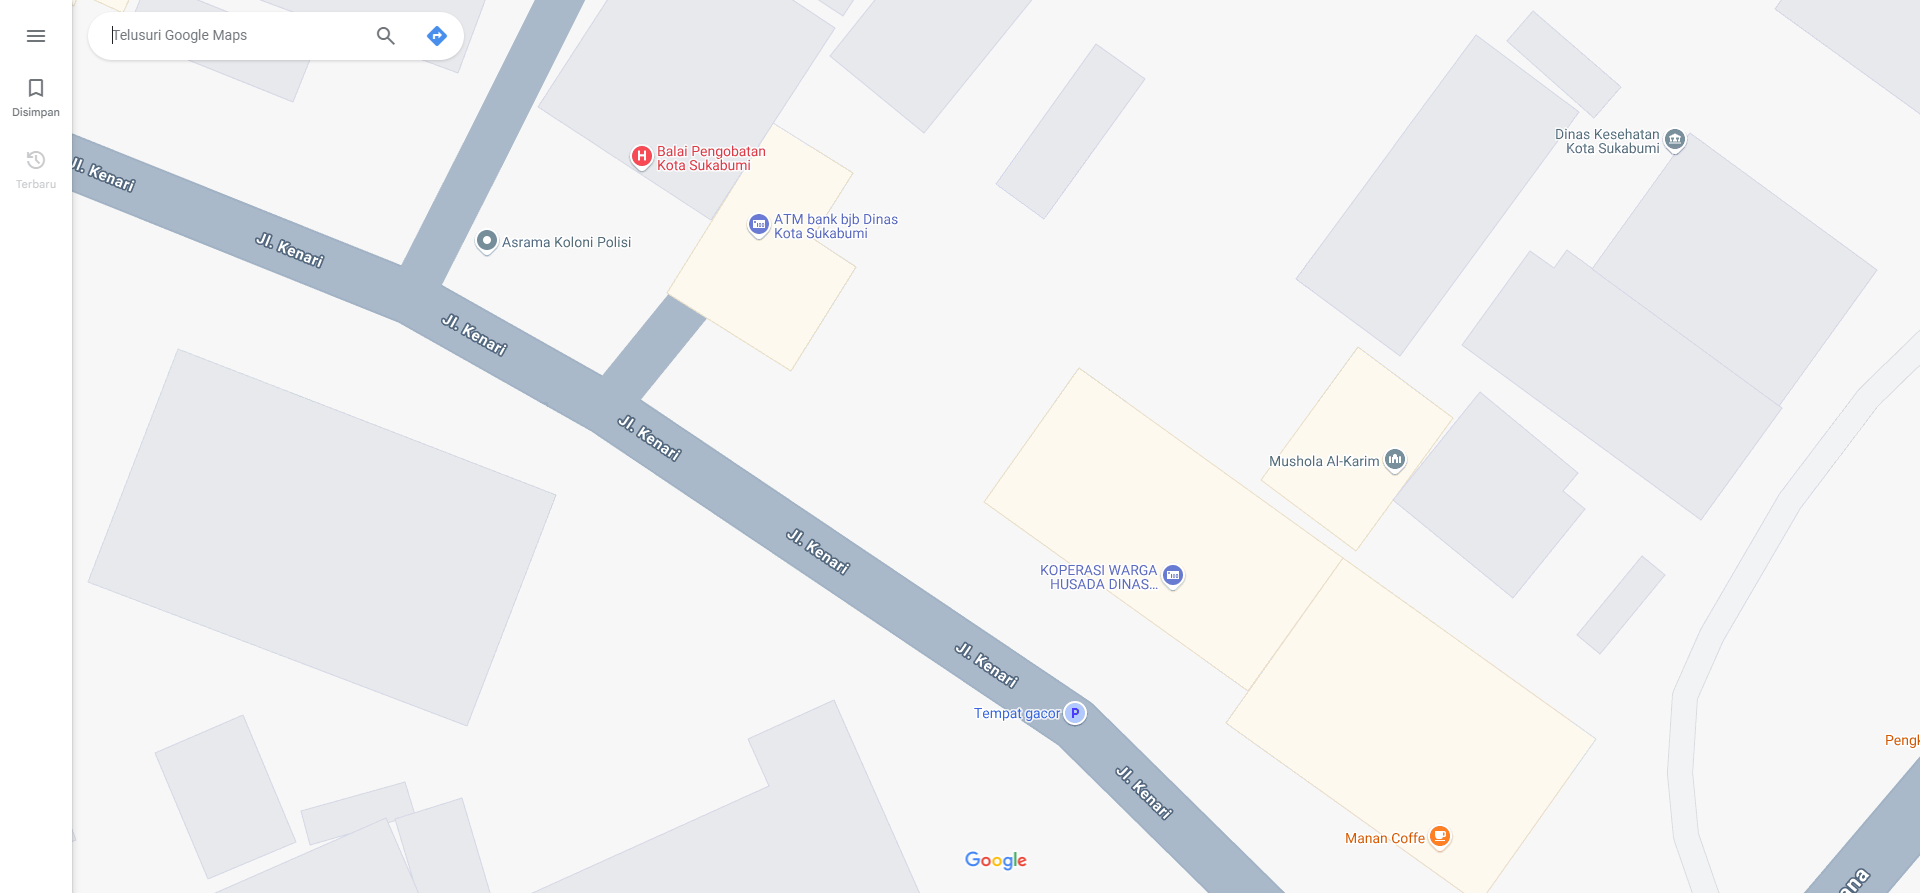 Telusuri Google Maps
Disimpan
Terbaru
Jl. Kenari
Balai Pengobatan
Kota Sukabumi
Dinas Kesehatan
Kota Sukabumi
ATM bank bjb Dinas
Kota Sukabumi
Jl. Kenari
Asrama Koloni Polisi
Jl. Kenari
Jl. Kenari
Mushola Al-Karim
Jl. Kenari
KOPERASI WARGA
HUSADA DINAS...
Jl. Kenari
Tempat gacor
P
Jl. Kenari
Manan Coffe
Google